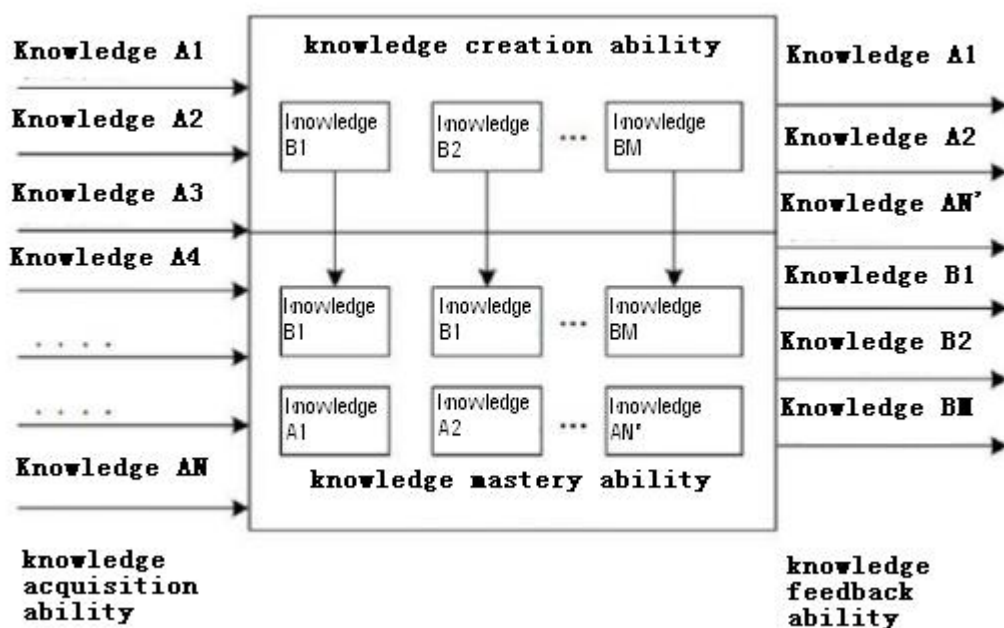 Knowledge A1
Knowledge A2
Knowledge A3
Knowledge A4
. . . .
. . . .
Knowledge AN
knowledge
acquisition
ability
knowledge creation ability
knowledge
B1
knowledge
B2
...
knowledge
BM
knowledge
B1
knowledge
B1
...
knowledge
BM
knowledge
A1
knowledge
A2
...
knowledge
AN'
knowledge mastery ability
Knowledge A1
Knowledge A2
Knowledge AN'
Knowledge B1
Knowledge B2
Knowledge BM
knowledge
feedback
ability